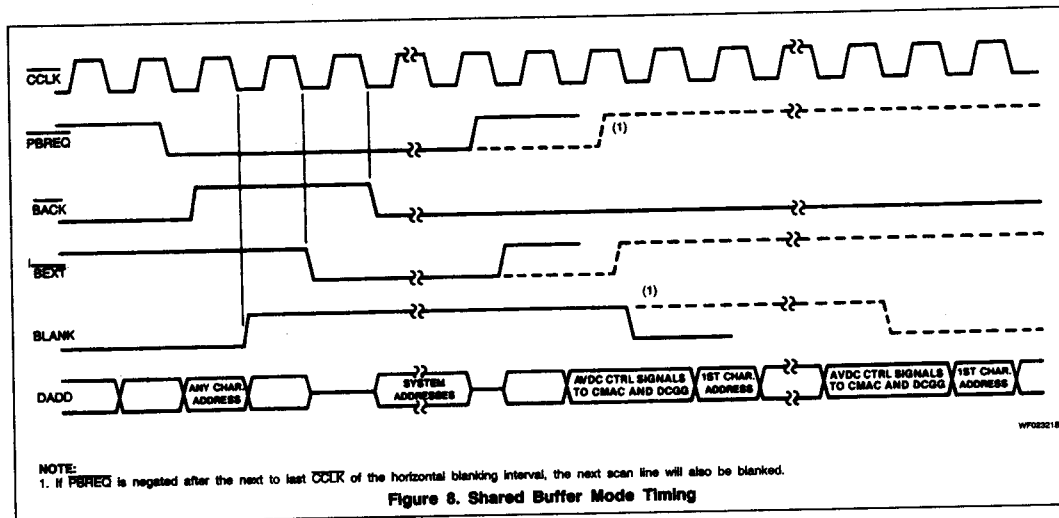 CCLK
PBREQ
(1)
BACK
BEXT
(1)
BLANK
DADD
ANY CHAR. ADDRESS
SYSTEM ADDRESSES
AVDC CTRL SIGNALS TO CMAC AND DCGG
1ST CHAR. ADDRESS
AVDC CTRL SIGNALS TO CMAC AND DCGG
1ST CHAR. ADDRESS
NOTE:
1. If PBREQ is negated after the next to last CCLK of the horizontal blanking interval, the next scan line will also be blanked.
Figure 8. Shared Buffer Mode Timing